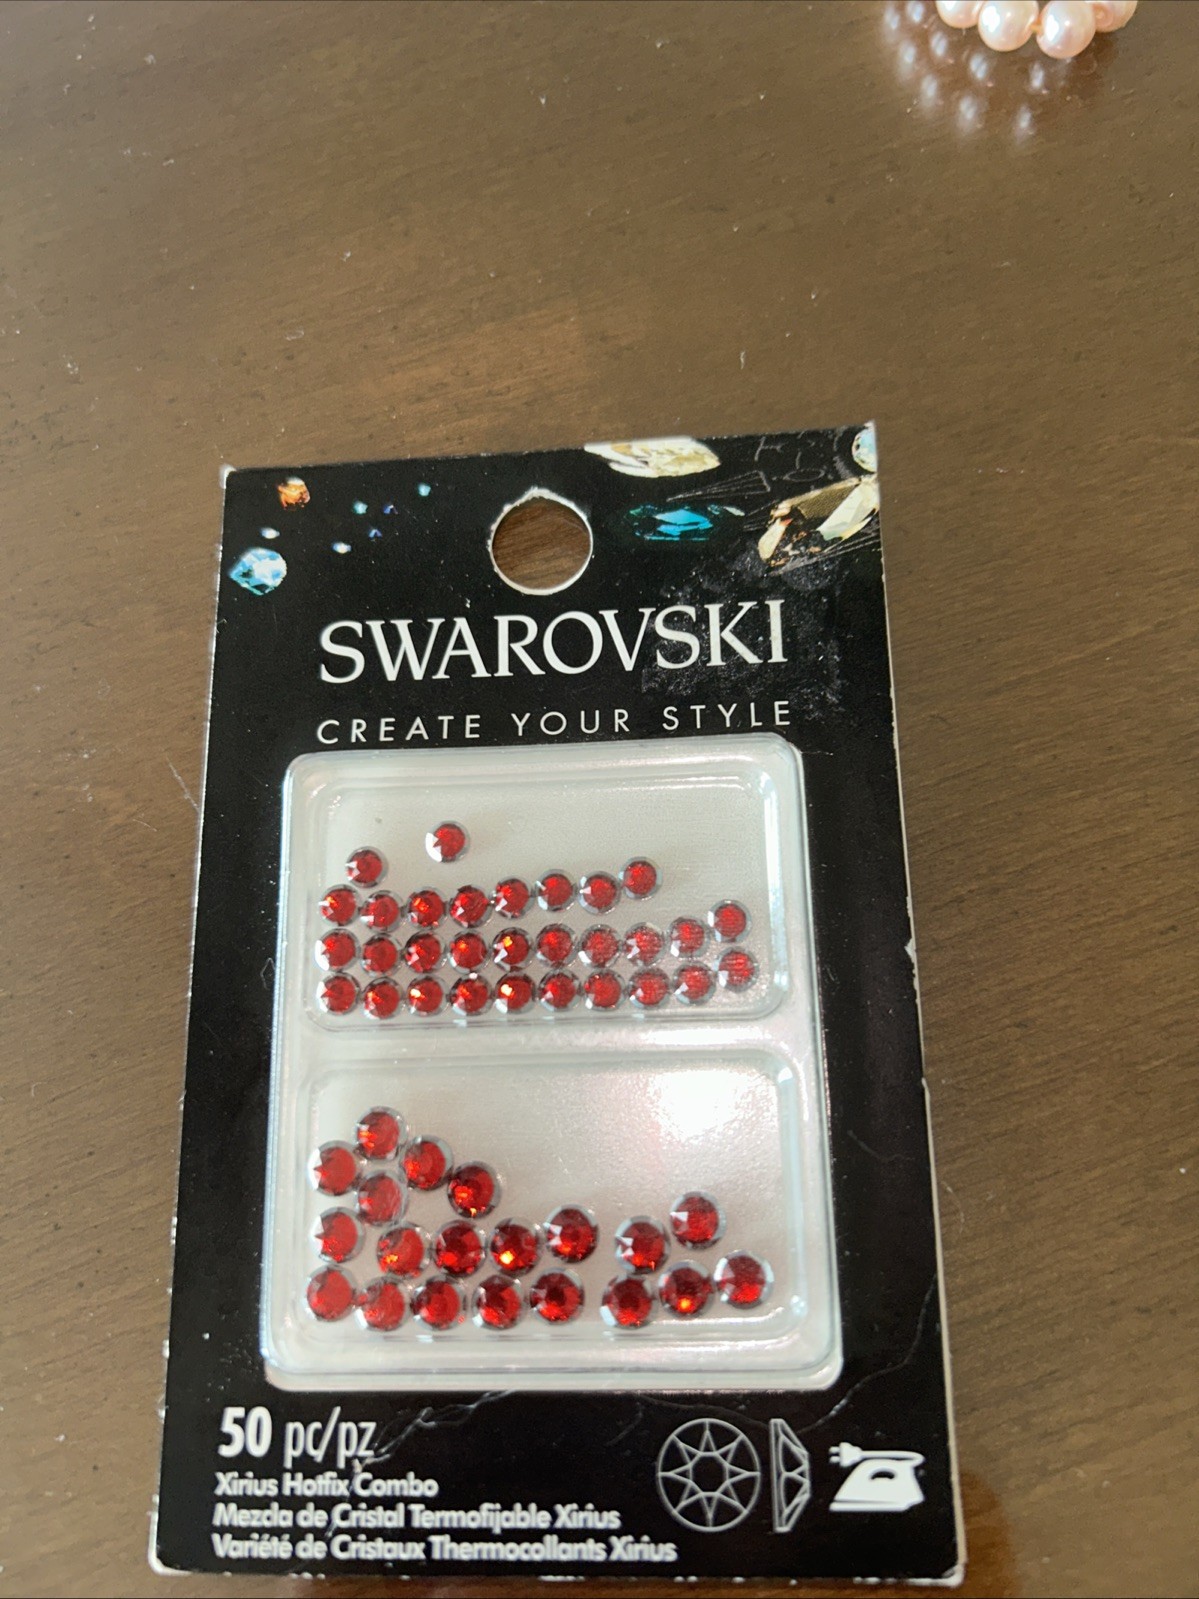 SWAROVSKI
CREATE YOUR STYLE
50 pc/pz
Xirius Hotfix Combo
Mezcla de Cristal Termofijable Xirius
Variété de Cristaux Thermocollants Xirius